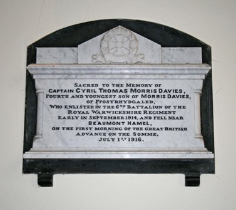 SACRED TO THE MEMORY OF
CAPTAIN CYRIL THOMAS MORRIS DAVIES,
FOURTH AND YOUNGEST SON OF MORRIS DAVIES,
OF FFOSYRHYDGALED,
WHO ENLISTED IN THE 6TH BATTALION OF THE
ROYAL WARWICKSHIRE REGIMENT
EARLY IN SEPTEMBER 1914, AND FELL NEAR
BEAUMONT HAMEL,
ON THE FIRST MORNING OF THE GREAT BRITISH
ADVANCE ON THE SOMME,
JULY 1ST 1916.